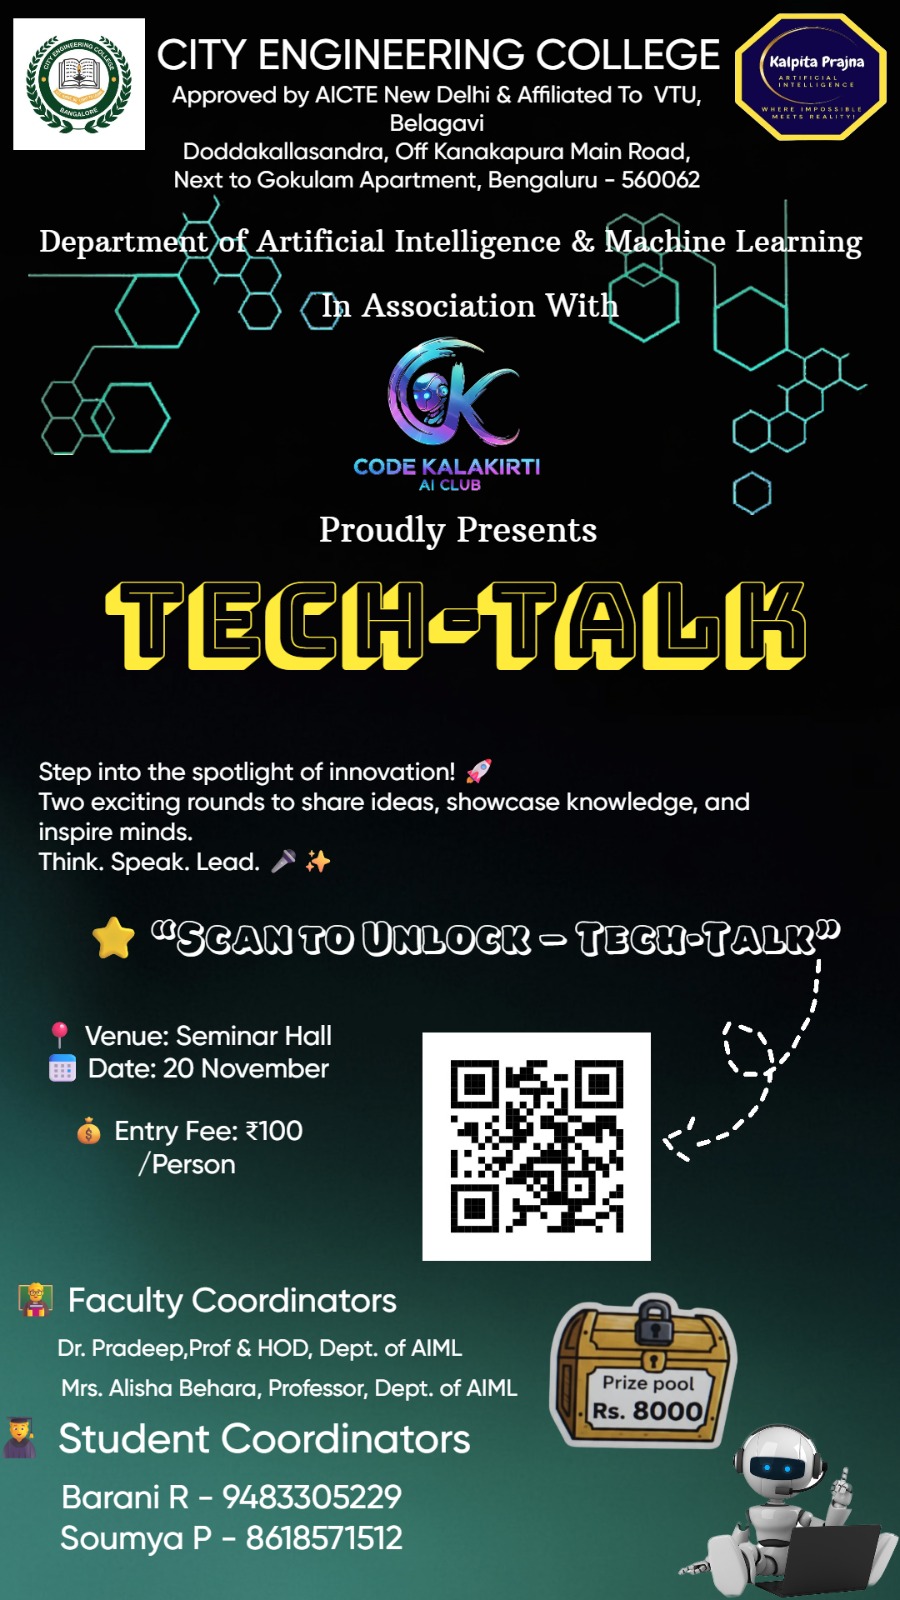 CITY ENGINEERING COLLEGE
Approved by AICTE New Delhi & Affiliated To VTU,
Belagavi
Doddakallasandra, Off Kanakapura Main Road,
Next to Gokulam Apartment, Bengaluru - 560062
CITY ENGINEERING COLLEGE
BANGALORE
Kalpita Prajna
ARTIFICIAL
INTELLIGENCE
WHERE IMPOSSIBLE
MEETS REALITY!
Department of Artificial Intelligence & Machine Learning
In Association With
CK
CODE KALAKIRTI
AI CLUB
Proudly Presents
TECH-TALK
Step into the spotlight of innovation! 🚀
Two exciting rounds to share ideas, showcase knowledge, and
inspire minds.
Think. Speak. Lead. 🎤 ✨
⭐ “SCAN TO UNLOCK – TECH-TALK”
📍 Venue: Seminar Hall
📅 Date: 20 November
💰 Entry Fee: ₹100
/Person
Faculty Coordinators
Dr. Pradeep,Prof & HOD, Dept. of AIML
Mrs. Alisha Behara, Professor, Dept. of AIML
Prize pool
Rs. 8000
Student Coordinators
Barani R - 9483305229
Soumya P - 8618571512